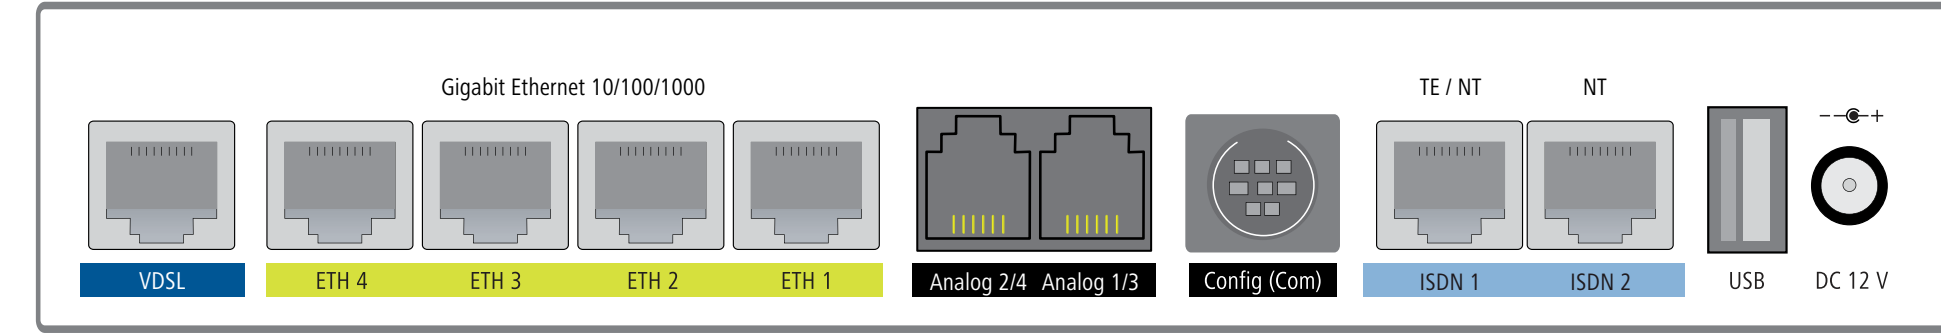 Gigabit Ethernet 10/100/1000
TE / NT
NT
VDSL
ETH 4
ETH 3
ETH 2
ETH 1
Analog 2/4
Analog 1/3
Config (Com)
ISDN 1
ISDN 2
USB
DC 12 V